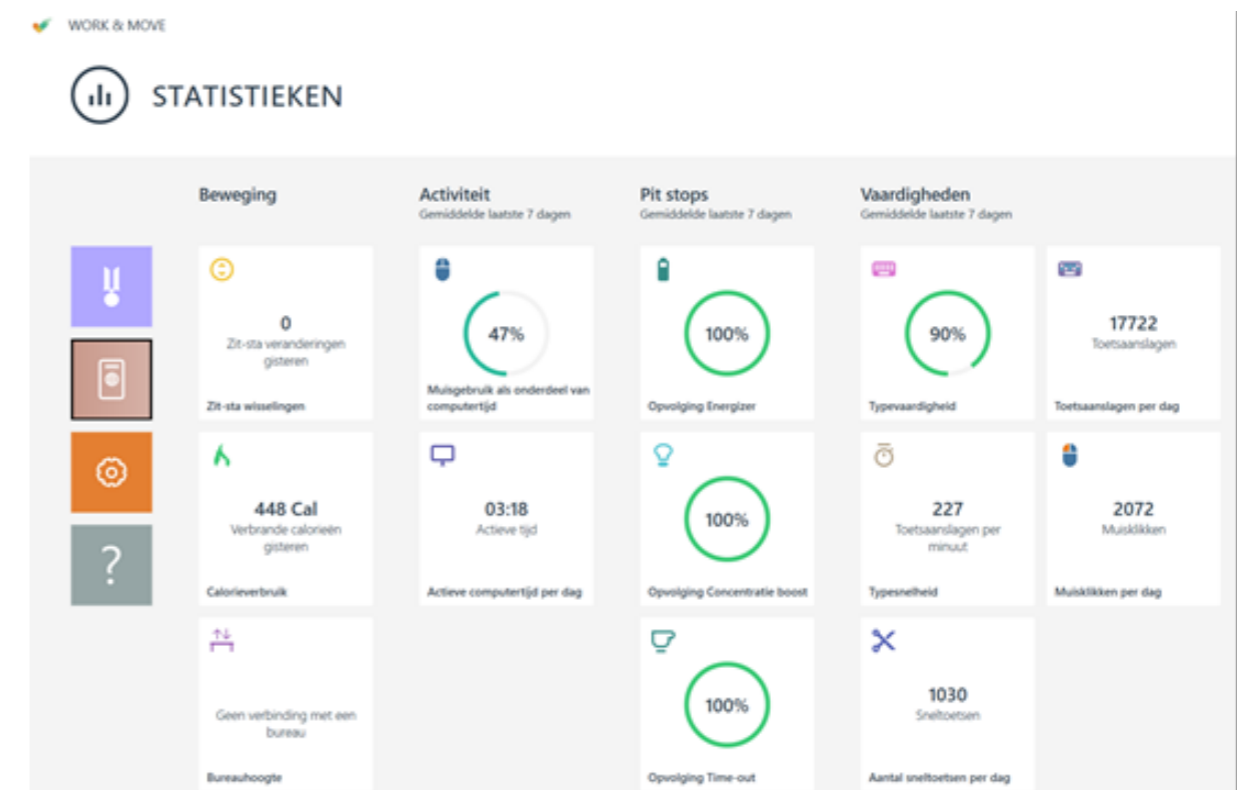 WORK & MOVE
STATISTIEKEN
Beweging
Activiteit
Gemiddelde laatste 7 dagen
Pit stops
Gemiddelde laatste 7 dagen
Vaardigheden
Gemiddelde laatste 7 dagen
0
Zit-sta veranderingen
gisteren
Zit-sta wisselingen
47%
Muisgebruik als onderdeel van
computertijd
100%
Opvolging Energizer
90%
Typevaardigheid
17722
Toetsaanslagen
Toetsaanslagen per dag
?
448 Cal
Verbrande calorieën
gisteren
Calorieverbruik
03:18
Actieve tijd
Actieve computertijd per dag
100%
Opvolging Concentratie boost
227
Toetsaanslagen per
minuut
Typesnelheid
2072
Muisklikken
Muisklikken per dag
Geen verbinding met een
bureau
Bureauhoogte
100%
Opvolging Time-out
1030
Sneltoetsen
Aantal sneltoetsen per dag